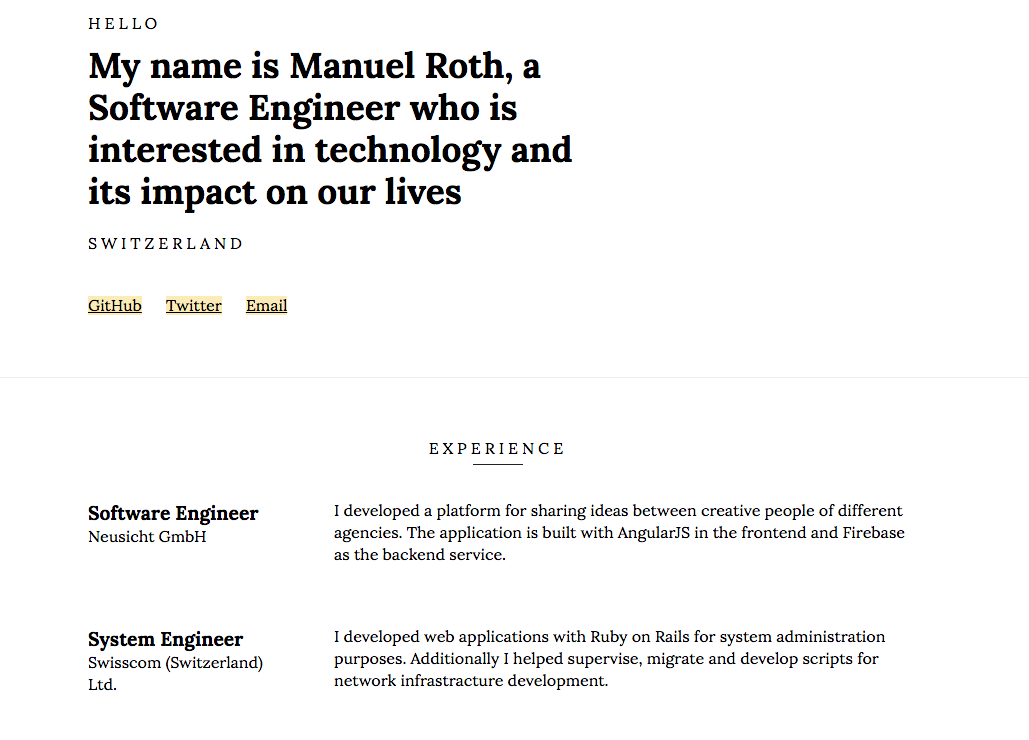 HELLO
My name is Manuel Roth, a
Software Engineer who is
interested in technology and
its impact on our lives
SWITZERLAND
GitHub Twitter Email
EXPERIENCE
Software Engineer
Neusicht GmbH
I developed a platform for sharing ideas between creative people of different
agencies. The application is built with AngularJS in the frontend and Firebase
as the backend service.
System Engineer
Swisscom (Switzerland)
Ltd.
I developed web applications with Ruby on Rails for system administration
purposes. Additionally I helped supervise, migrate and develop scripts for
network infrastracture development.